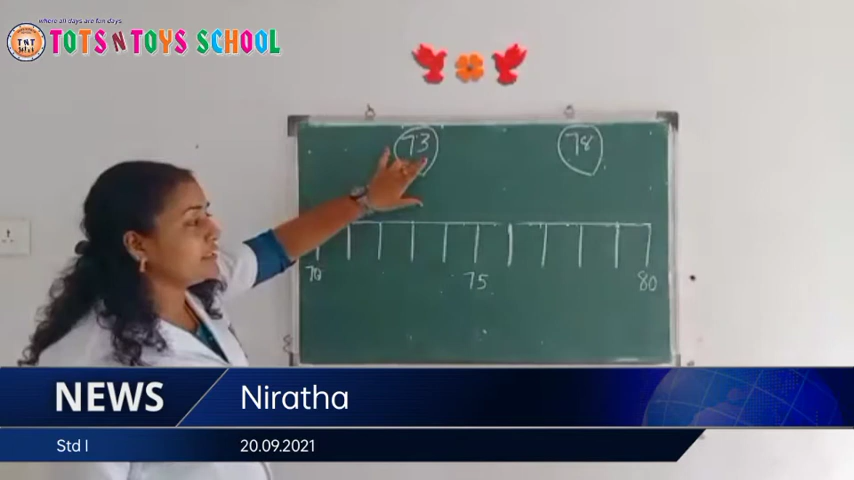 where all days are fun days
TNT
TOTS N TOYS SCHOOL
73 78
70 75 80
NEWS Niratha
Std I 20.09.2021